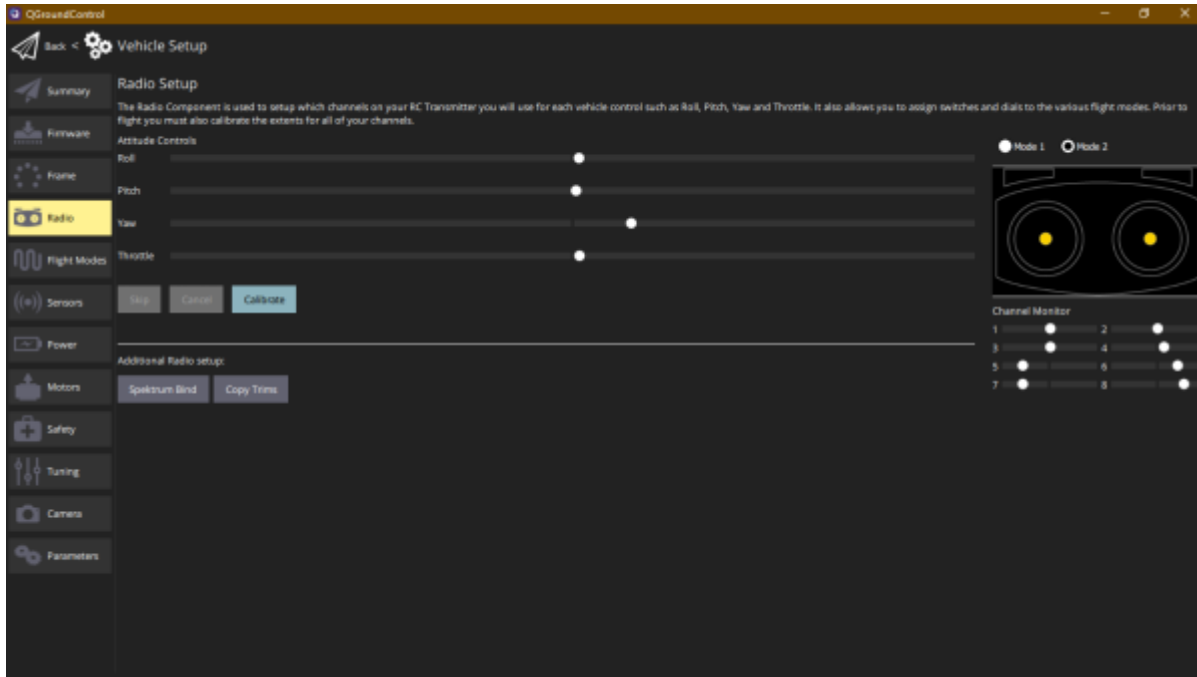 QGroundControl
Back < Vehicle Setup
Summary
Firmware
Frame
Radio
Flight Modes
Sensors
Power
Motors
Safety
Tuning
Camera
Parameters
Radio Setup
The Radio Component is used to setup which channels on your RC Transmitter you will use for each vehicle control such as Roll, Pitch, Yaw and Throttle. It also allows you to assign switches and dials to the various flight modes. Prior to
flight you must also calibrate the extents for all of your channels.
Attitude Controls
Roll
Pitch
Yaw
Throttle
Skip Cancel Calibrate
Additional Radio setup:
Spektrum Bind Copy Trims
Mode 1 Mode 2
Channel Monitor
1 2
3 4
5 6
7 8